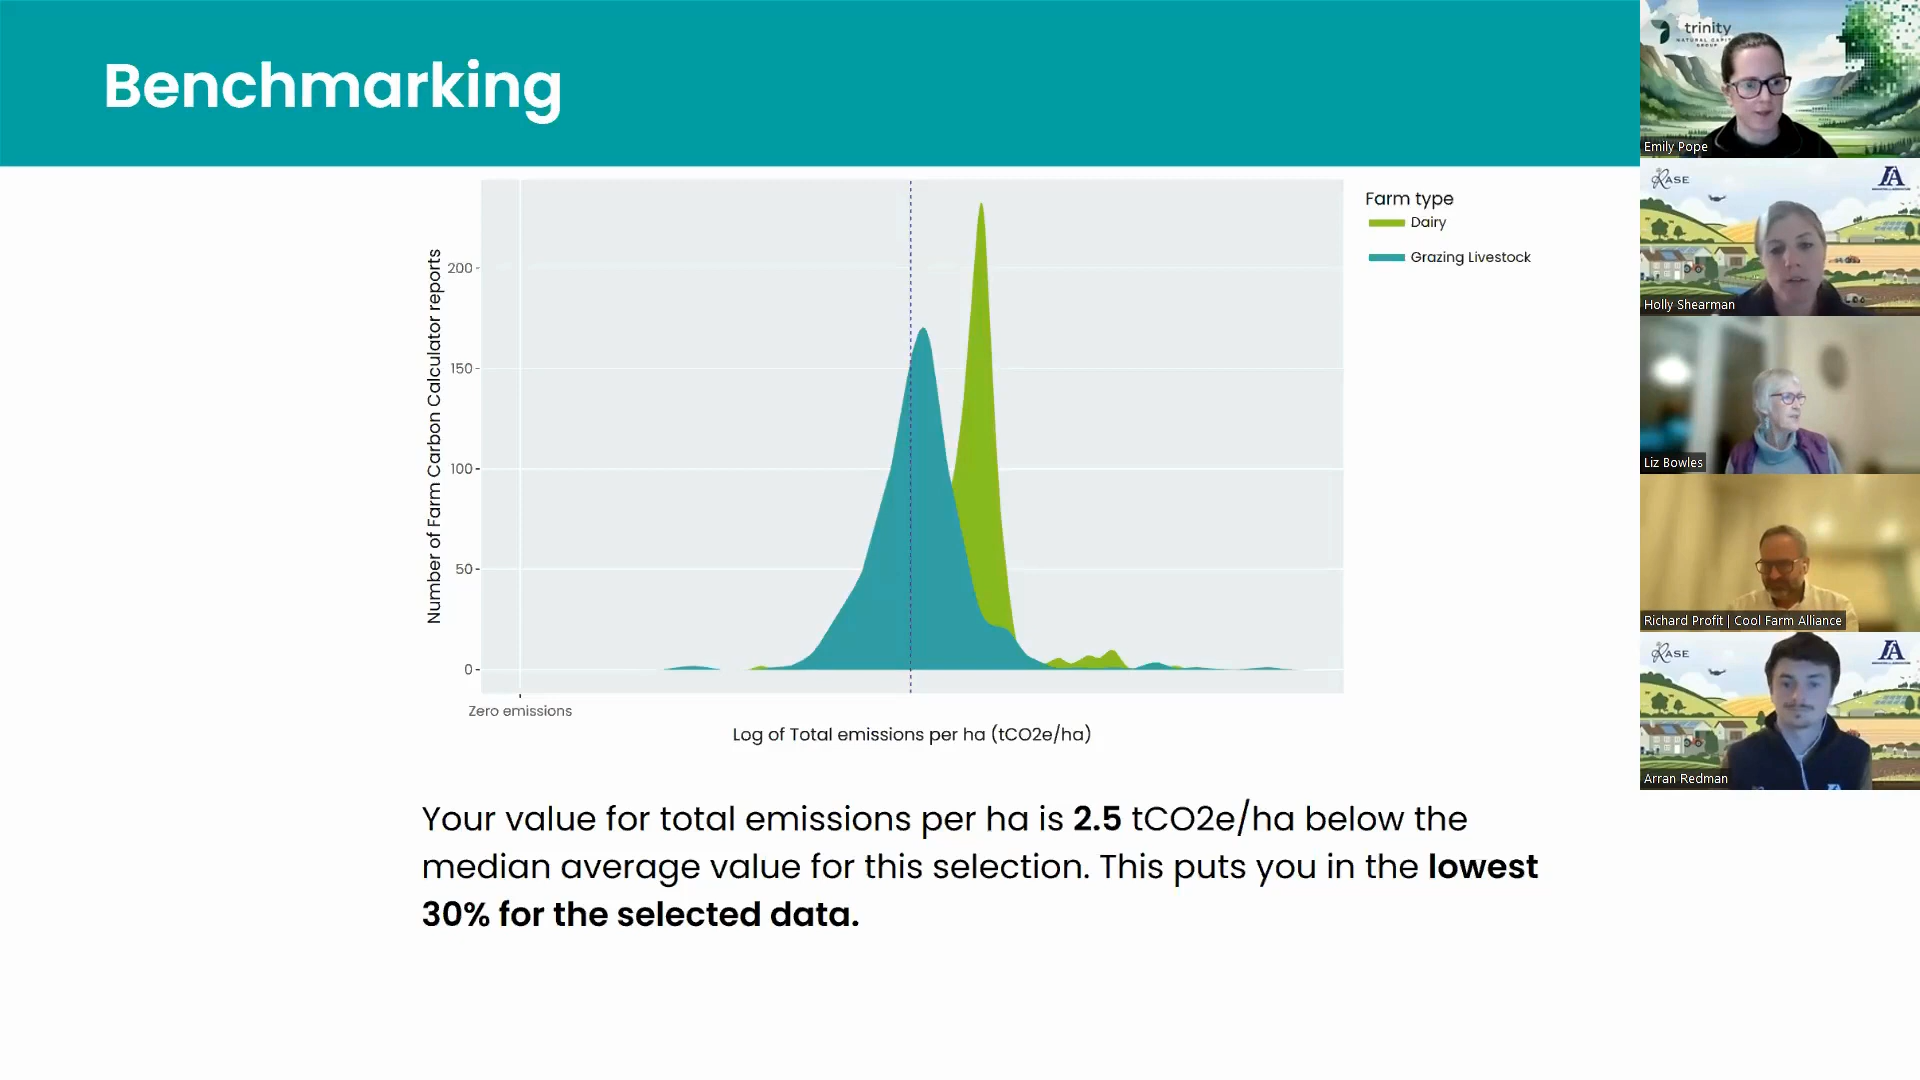 Benchmarking
Number of Farm Carbon Calculator reports
200
150
100
50
0
Zero emissions
Log of Total emissions per ha (tCO2e/ha)
Farm type
Dairy
Grazing Livestock
Your value for total emissions per ha is 2.5 tCO2e/ha below the
median average value for this selection. This puts you in the lowest
30% for the selected data.
trinity
Emily Pope
RASE
Holly Shearman
Liz Bowles
Richard Profit | Cool Farm Alliance
RASE
Arran Redman